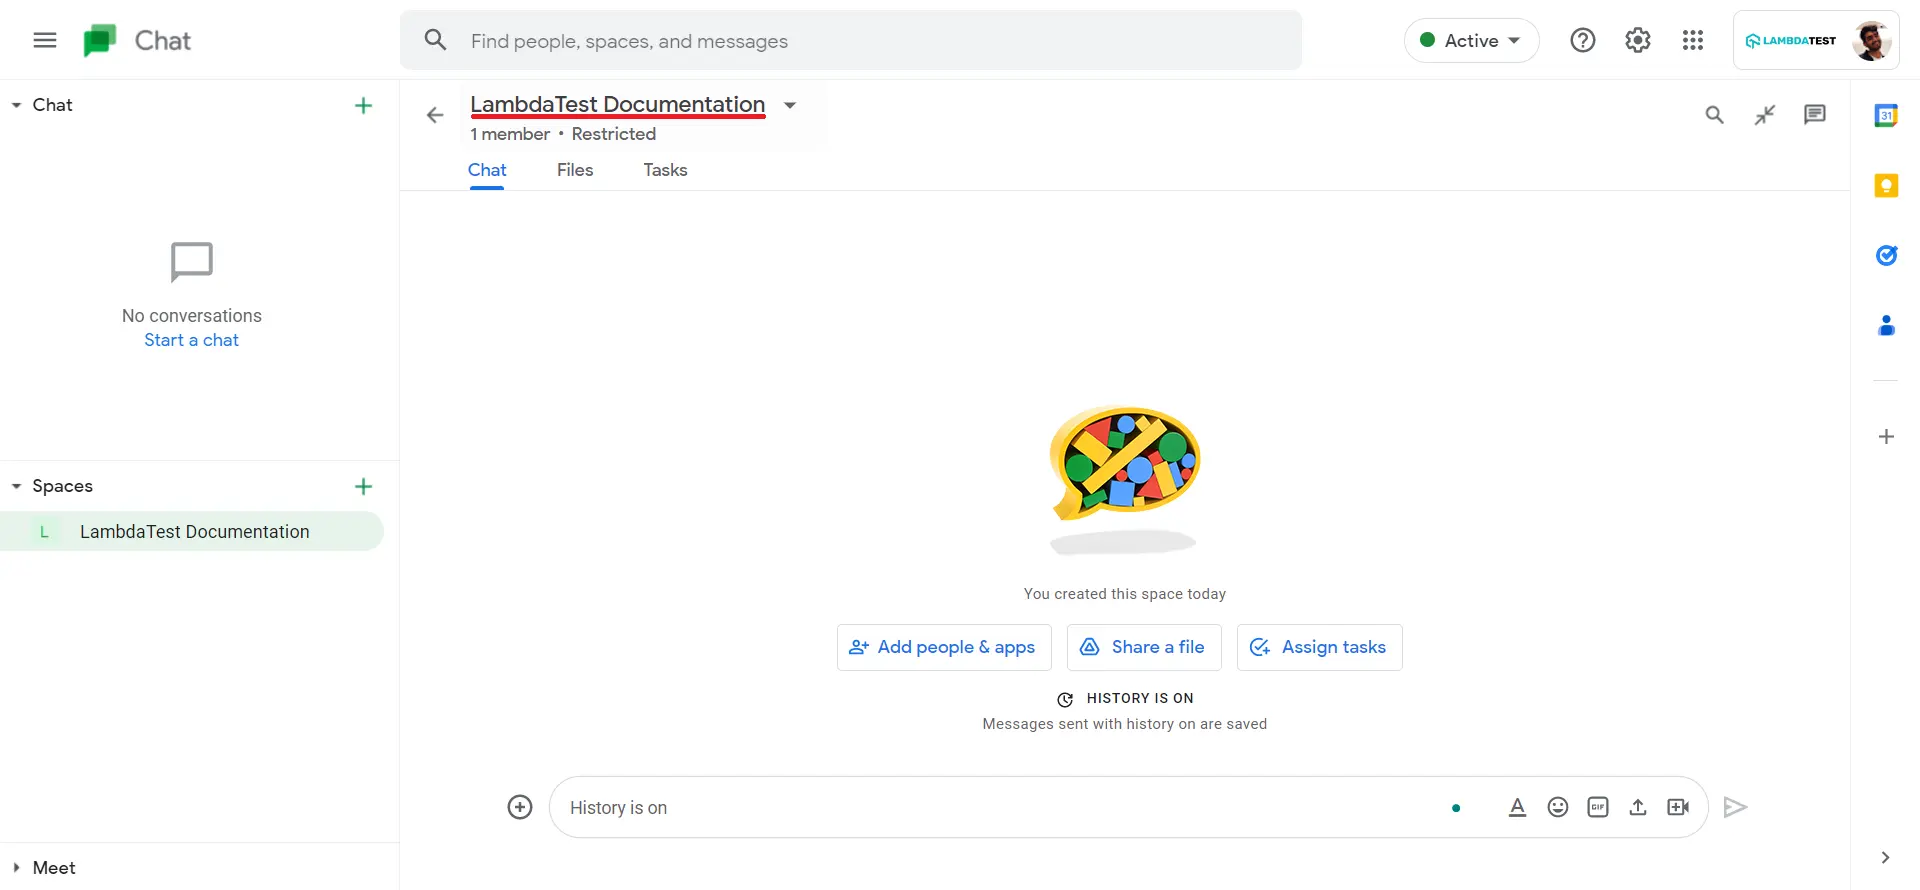 Chat
Find people, spaces, and messages
Active
LAMBDATEST
Chat
No conversations
Start a chat
Spaces
L LambdaTest Documentation
Meet
LambdaTest Documentation
1 member • Restricted
Chat Files Tasks
You created this space today
Add people & apps Share a file Assign tasks
HISTORY IS ON
Messages sent with history on are saved
History is on
GIF
31